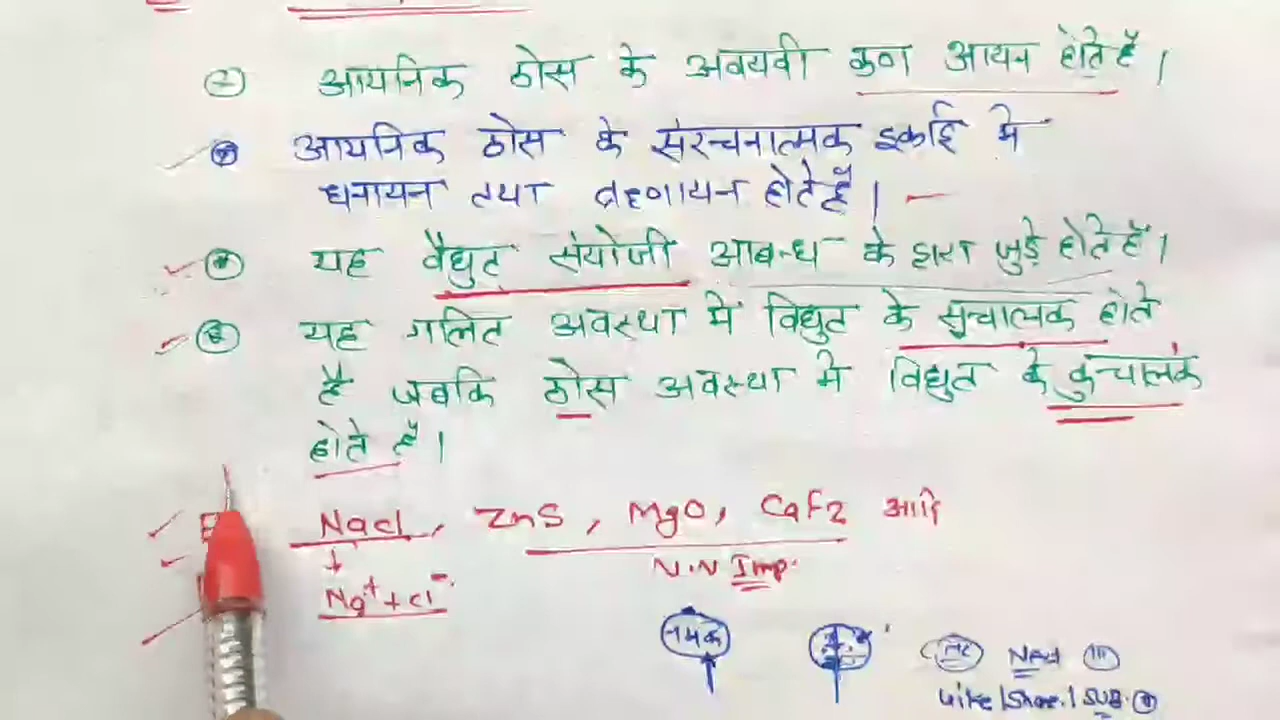 आयनिक ठोस के अवयवी कण आयन होते हैं।
आयनिक ठोस के संरचनात्मक इकाई में
धनायन तथा ऋणायन होते हैं।
यह वैद्युत संयोजी आबन्ध के द्वारा जुड़े होते हैं।
यह गलित अवस्था में विद्युत के सुचालक होते
है जबकि ठोस अवस्था में विद्युत के कुचालक
होते हैं।
NaCl, ZnS, MgO, CaF2 आदि
V.V Imp.
Na⁺ + Cl⁻
नमक
Next
Like / Share / SUB.